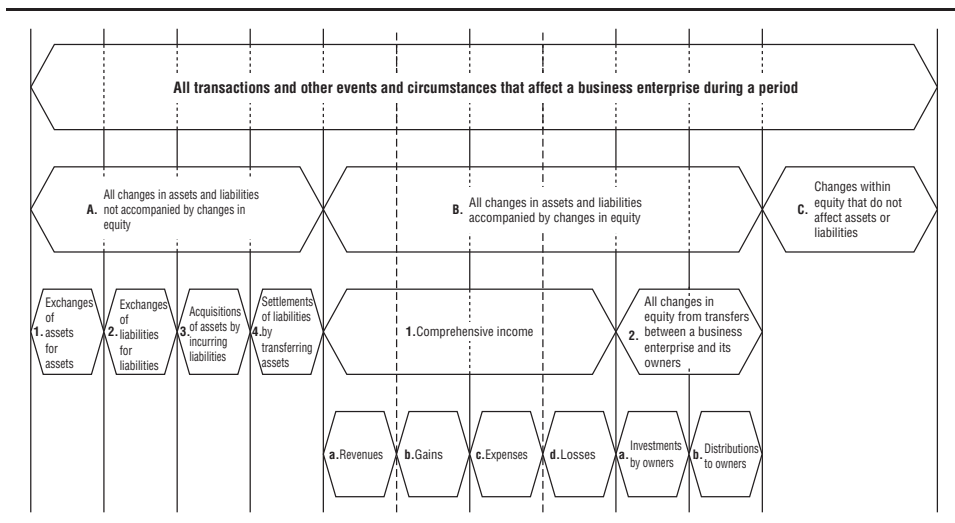 All transactions and other events and circumstances that affect a business enterprise during a period
A. All changes in assets and liabilities
not accompanied by changes in
equity
B. All changes in assets and liabilities
accompanied by changes in equity
C. Changes within
equity that do not
affect assets or
liabilities
1. Exchanges
of
assets
for
assets
2. Exchanges
of
liabilities
for
liabilities
3. Acquisitions
of assets by
incurring
liabilities
4. Settlements
of liabilities
by
transferring
assets
1. Comprehensive income
2. All changes in
equity from transfers
between a business
enterprise and its
owners
a. Revenues
b. Gains
c. Expenses
d. Losses
a. Investments
by owners
b. Distributions
to owners